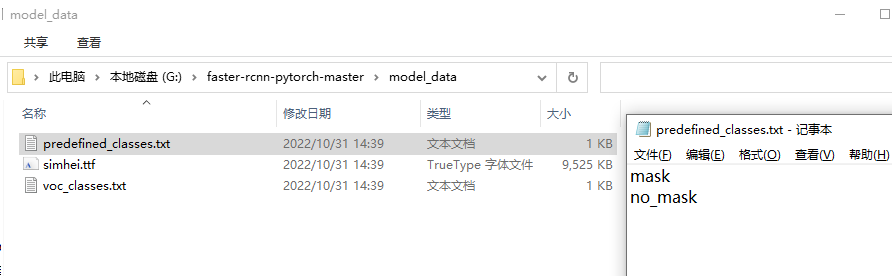 model_data
共享 查看
此电脑 本地磁盘 (G:) faster-rcnn-pytorch-master model_data
名称 修改日期 类型 大小
predefined_classes.txt 2022/10/31 14:39 文本文档 1 KB
simhei.ttf 2022/10/31 14:39 TrueType 字体文件 9,525 KB
voc_classes.txt 2022/10/31 14:39 文本文档 1 KB
predefined_classes.txt - 记事本
文件(F) 编辑(E) 格式(O) 查看(V) 帮助(H)
mask
no_mask